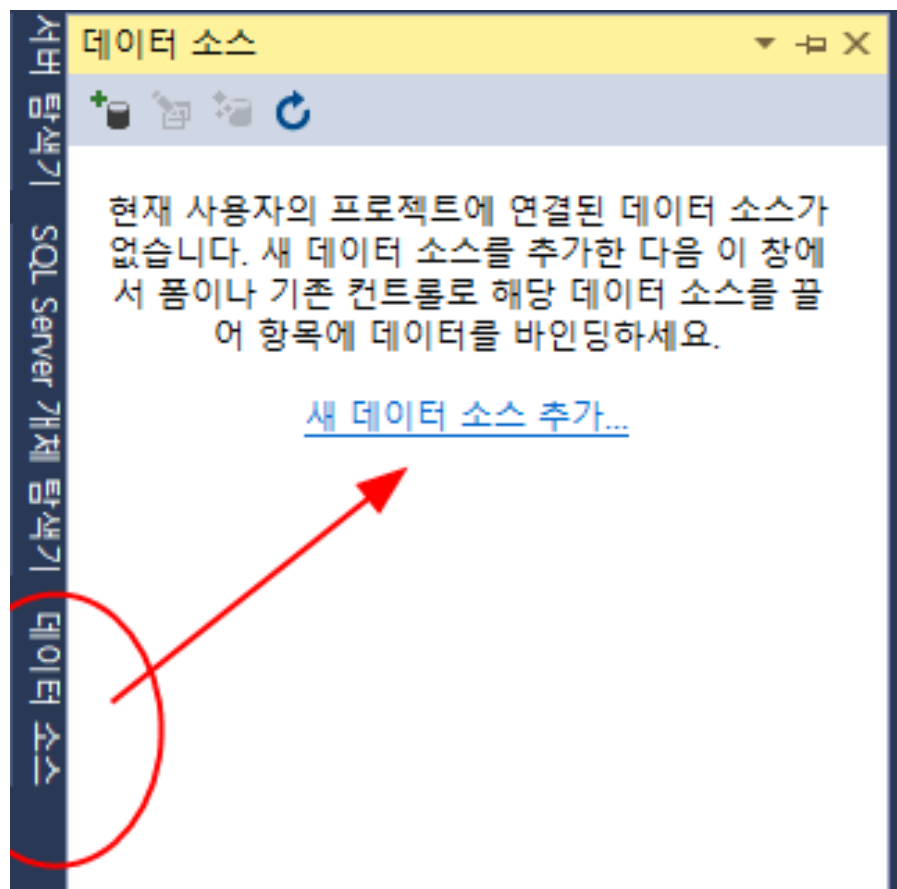 서버 탐색기
SQL Server 개체 탐색기
데이터 소스
데이터 소스
현재 사용자의 프로젝트에 연결된 데이터 소스가
없습니다. 새 데이터 소스를 추가한 다음 이 창에
서 폼이나 기존 컨트롤로 해당 데이터 소스를 끌
어 항목에 데이터를 바인딩하세요.
새 데이터 소스 추가...